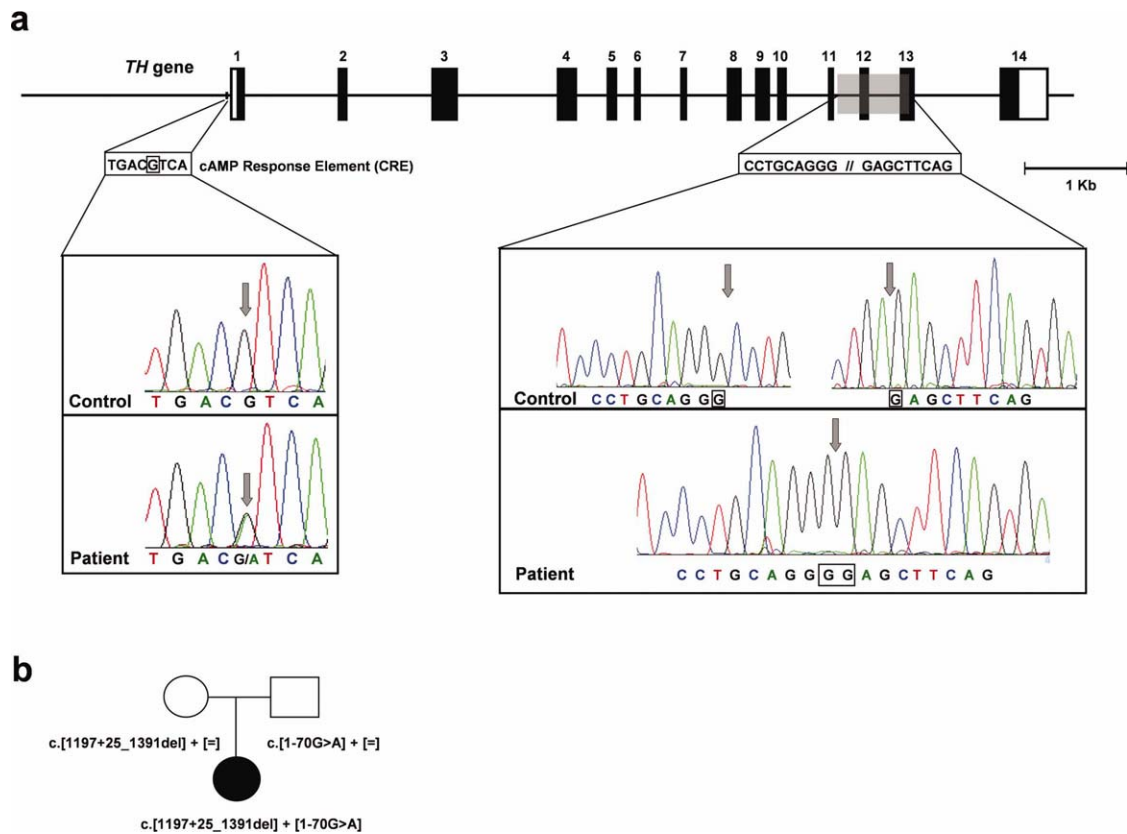 a
TH gene
1 2 3 4 5 6 7 8 9 10 11 12 13 14
TGACGTCA
cAMP Response Element (CRE)
CCTGCAGGG // GAGCTTCAG
1 Kb
Control
T G A C G T C A
Patient
T G A C G/A T C A
Control
C C T G C A G G G
G A G C T T C A G
Patient
C C T G C A G G G G A G C T T C A G
b
c.[1197+25_1391del] + [=]
c.[1-70G>A] + [=]
c.[1197+25_1391del] + [1-70G>A]